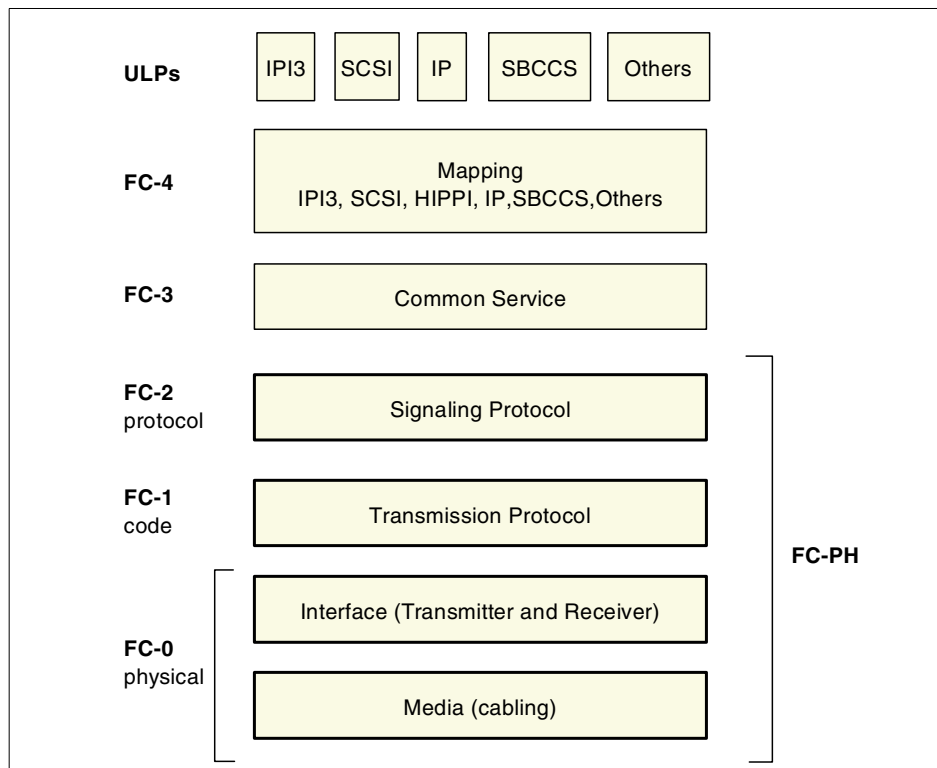 ULPs
IPI3
SCSI
IP
SBCCS
Others
FC-4
Mapping
IPI3, SCSI, HIPPI, IP,SBCCS,Others
FC-3
Common Service
FC-2
protocol
Signaling Protocol
FC-1
code
Transmission Protocol
FC-PH
FC-0
physical
Interface (Transmitter and Receiver)
Media (cabling)